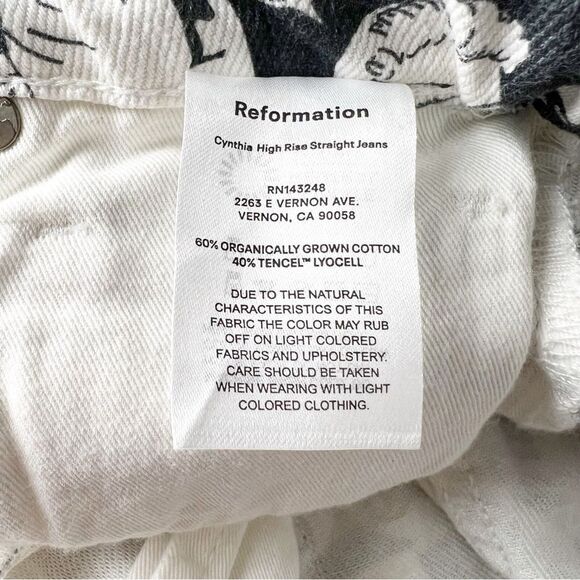 Reformation
Cynthia High Rise Straight Jeans
RN143248
2263 E VERNON AVE.
VERNON, CA 90058
60% ORGANICALLY GROWN COTTON
40% TENCEL™ LYOCELL
DUE TO THE NATURAL
CHARACTERISTICS OF THIS
FABRIC THE COLOR MAY RUB
OFF ON LIGHT COLORED
FABRICS AND UPHOLSTERY.
CARE SHOULD BE TAKEN
WHEN WEARING WITH LIGHT
COLORED CLOTHING.